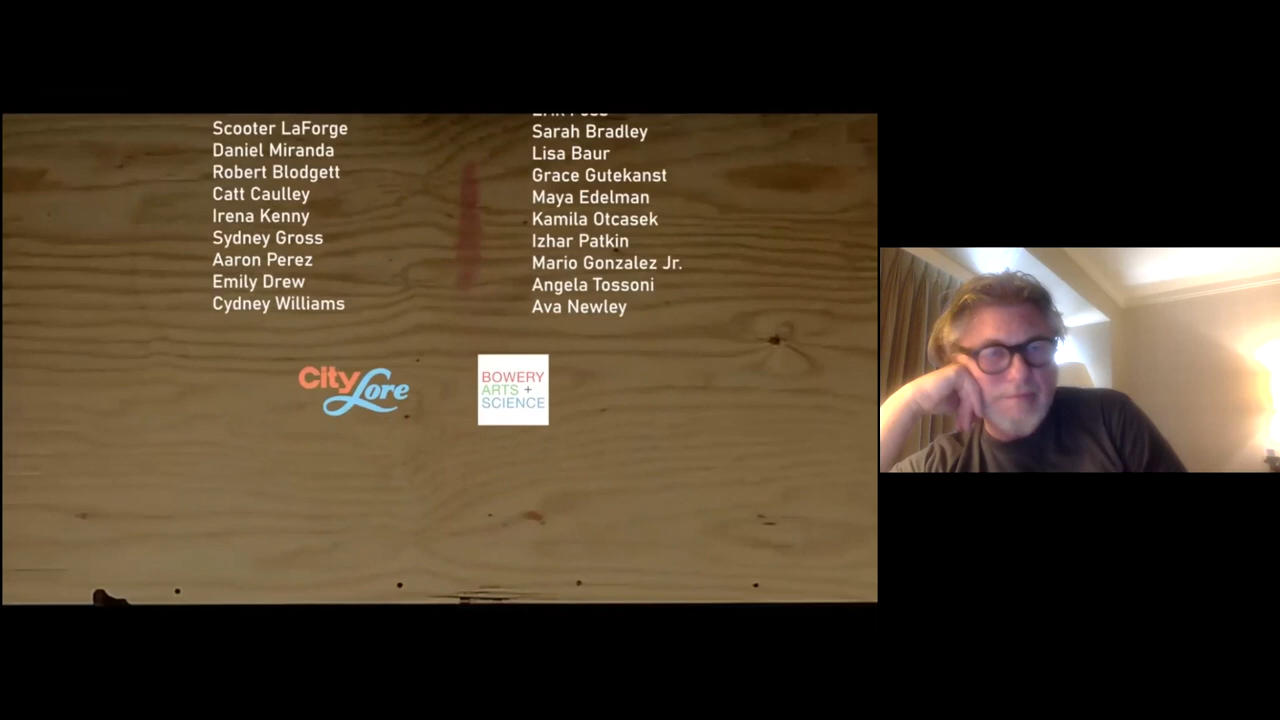 Scooter LaForge
Daniel Miranda
Robert Blodgett
Catt Caulley
Irena Kenny
Sydney Gross
Aaron Perez
Emily Drew
Cydney Williams
Sarah Bradley
Lisa Baur
Grace Gutekanst
Maya Edelman
Kamila Otcasek
Izhar Patkin
Mario Gonzalez Jr.
Angela Tossoni
Ava Newley
City Lore
BOWERY
ARTS +
SCIENCE